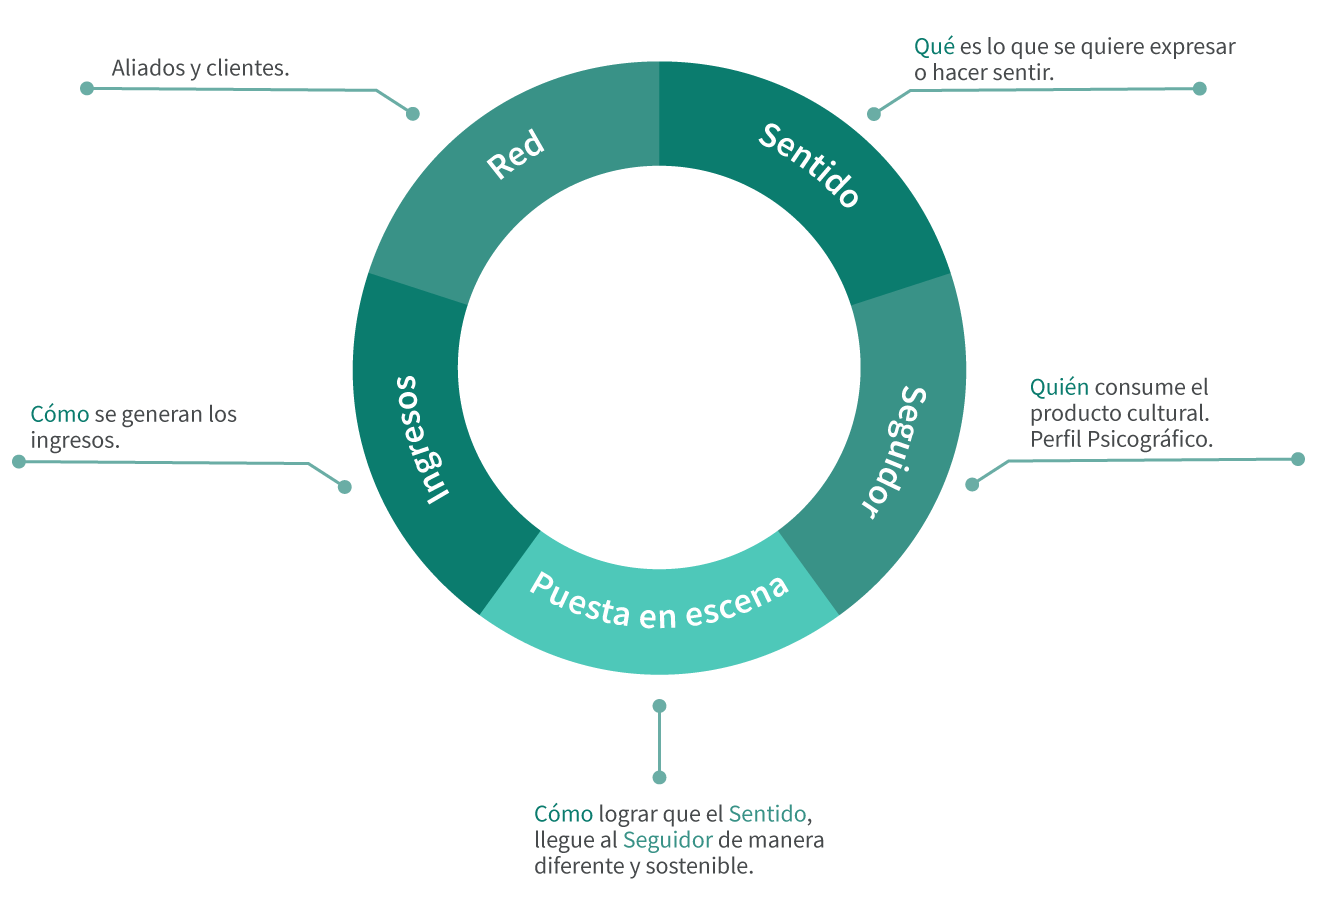 Aliados y clientes.
Qué es lo que se quiere expresar
o hacer sentir.
Red
Sentido
Cómo se generan los
ingresos.
Ingresos
Seguidor
Quién consume el
producto cultural.
Perfil Psicográfico.
Puesta en escena
Cómo lograr que el Sentido,
llegue al Seguidor de manera
diferente y sostenible.